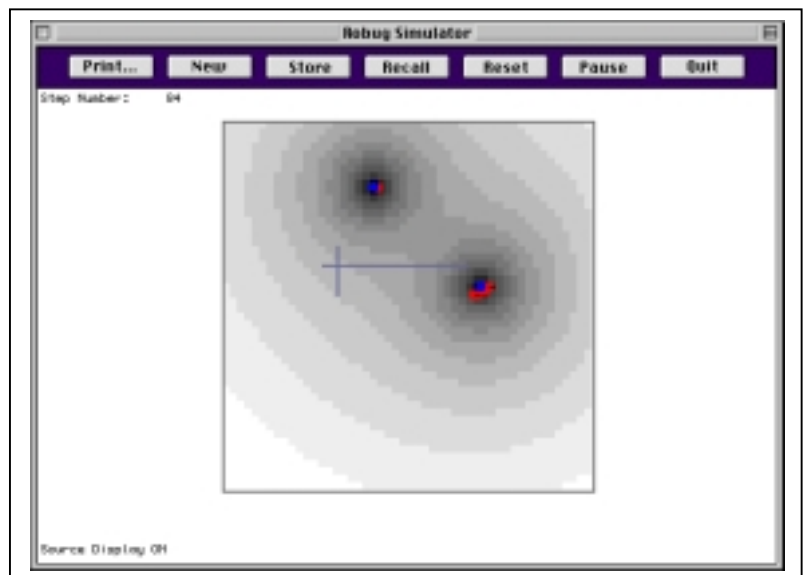 Robug Simulator
Print... New Store Recall Reset Pause Quit
Step Number: 84
Source Display ON